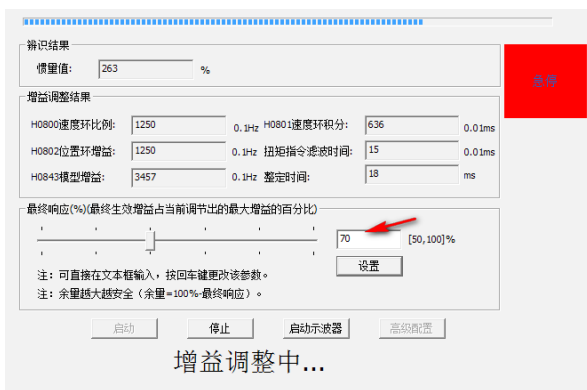 辨识结果
惯量值: 263 %
急停
增益调整结果
H0800速度环比例: 1250 0.1Hz H0801速度环积分: 636 0.01ms
H0802位置环增益: 1250 0.1Hz 扭矩指令滤波时间: 15 0.01ms
H0843模型增益: 3457 0.1Hz 整定时间: 18 ms
最终响应(%)(最终生效增益占当前调节出的最大增益的百分比)
70 [50,100]%
设置
注: 可直接在文本框输入，按回车键更改该参数。
注: 余量越大越安全（余量=100%-最终响应）。
启动 停止 启动示波器 高级配置
增益调整中...